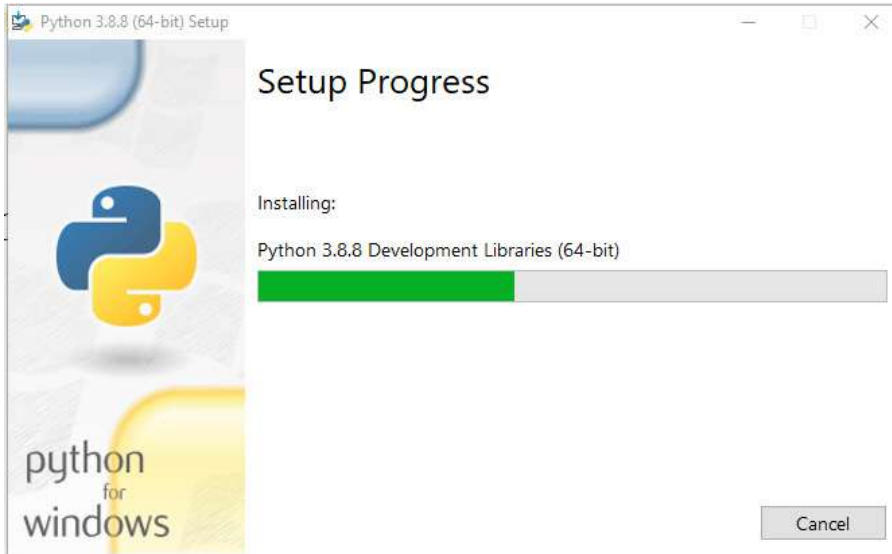 Python 3.8.8 (64-bit) Setup
Setup Progress
Installing:
Python 3.8.8 Development Libraries (64-bit)
python
for
windows
Cancel